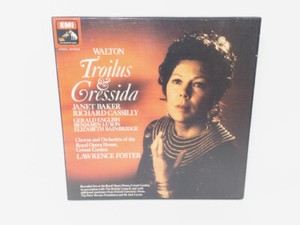 EMI
WALTON
Troilus
&
Cressida
JANET BAKER
RICHARD CASSILLY
GERALD ENGLISH
BENJAMIN LUXON
ELIZABETH BAINBRIDGE
Chorus and Orchestra of the
Royal Opera House,
Covent Garden
LAWRENCE FOSTER